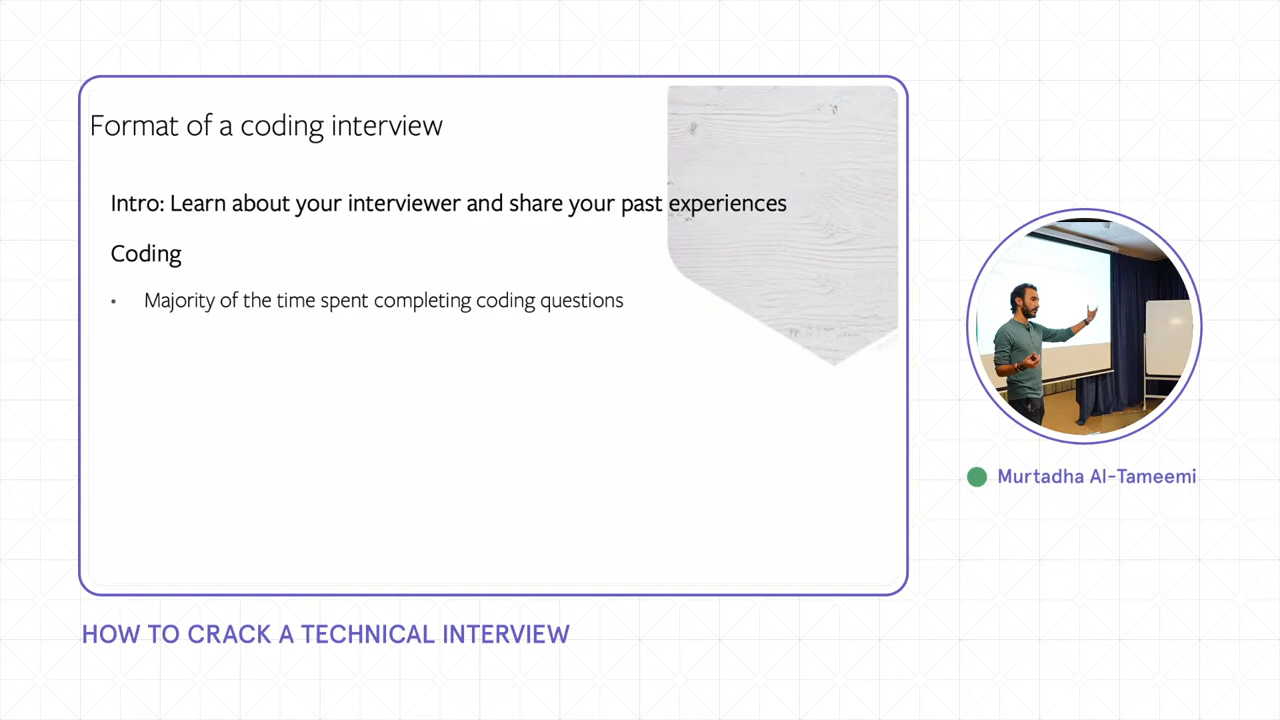 Format of a coding interview
Intro: Learn about your interviewer and share your past experiences
Coding
• Majority of the time spent completing coding questions
Murtadha Al-Tameemi
HOW TO CRACK A TECHNICAL INTERVIEW